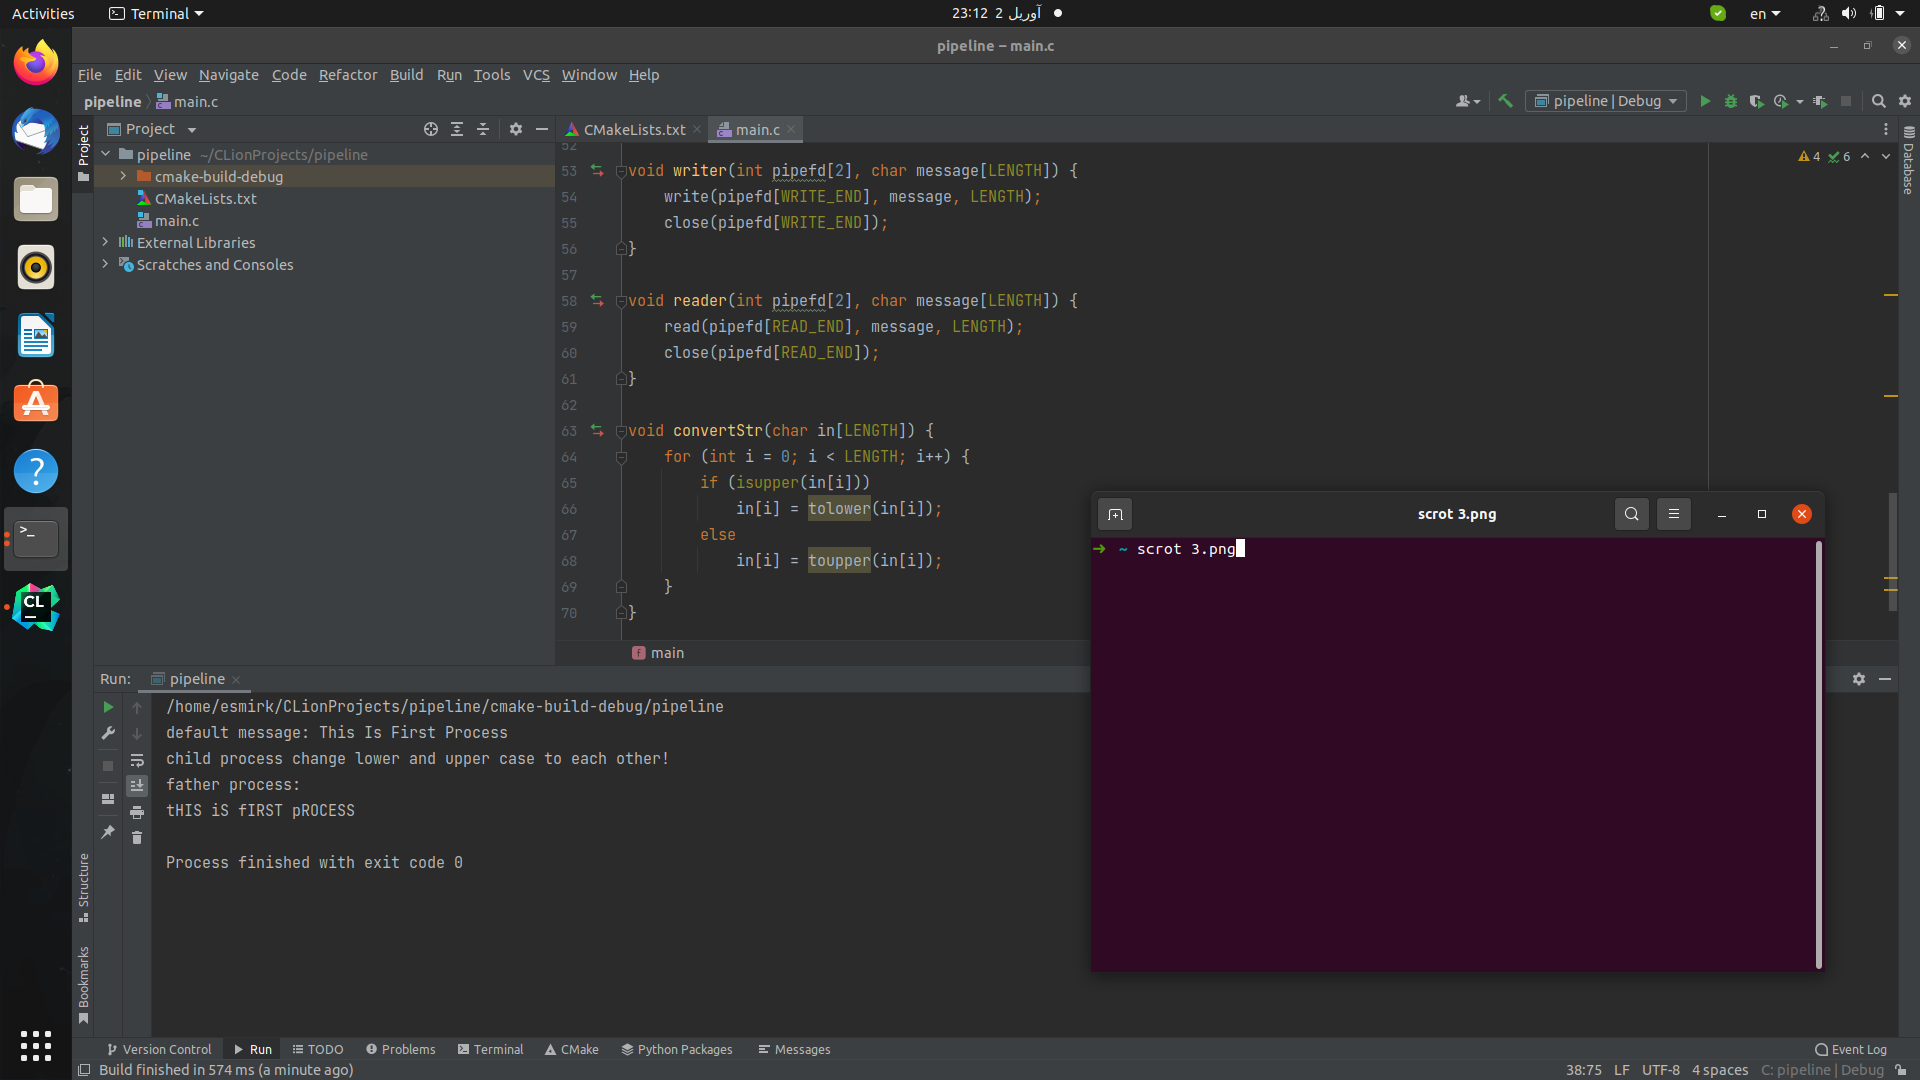 Activities Terminal 23:12 2 آوریل en
pipeline – main.c
File Edit View Navigate Code Refactor Build Run Tools VCS Window Help
pipeline main.c pipeline | Debug
Project
Project
CMakeLists.txt main.c
pipeline ~/CLionProjects/pipeline
cmake-build-debug
CMakeLists.txt
main.c
External Libraries
Scratches and Consoles
4 6
Database
52
53 void writer(int pipefd[2], char message[LENGTH]) {
54 write(pipefd[WRITE_END], message, LENGTH);
55 close(pipefd[WRITE_END]);
56 }
57
58 void reader(int pipefd[2], char message[LENGTH]) {
59 read(pipefd[READ_END], message, LENGTH);
60 close(pipefd[READ_END]);
61 }
62
63 void convertStr(char in[LENGTH]) {
64 for (int i = 0; i < LENGTH; i++) {
65 if (isupper(in[i]))
66 in[i] = tolower(in[i]);
67 else
68 in[i] = toupper(in[i]);
69 }
70 }
f main
scrot 3.png
➜ ~ scrot 3.png
Run: pipeline
/home/esmirk/CLionProjects/pipeline/cmake-build-debug/pipeline
default message: This Is First Process
child process change lower and upper case to each other!
father process:
tHIS iS fIRST pROCESS
Process finished with exit code 0
Structure
Bookmarks
CL
Version Control Run TODO Problems Terminal CMake Python Packages Messages Event Log
Build finished in 574 ms (a minute ago) 38:75 LF UTF-8 4 spaces C: pipeline | Debug